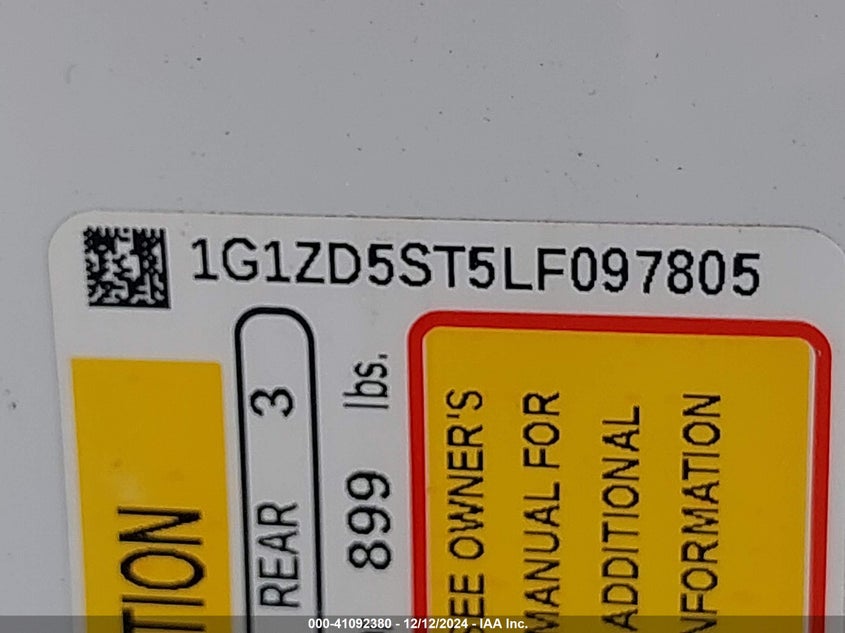 1G1ZD5ST5LF097805
TION
REAR 3
899 lbs.
SEE OWNER'S
MANUAL FOR
ADDITIONAL
INFORMATION
000-41092380 - 12/12/2024 - IAA Inc.